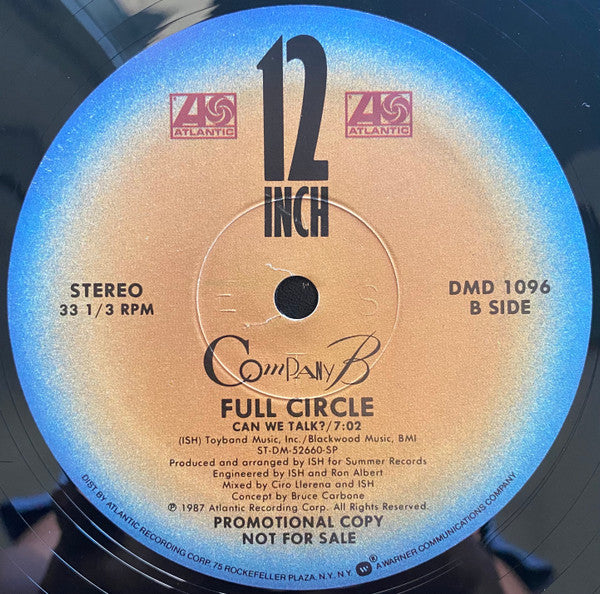 12
INCH
ATLANTIC
ATLANTIC
STEREO
33 1/3 RPM
DMD 1096
B SIDE
Company B
FULL CIRCLE
CAN WE TALK?/7:02
(ISH) Toyband Music, Inc./Blackwood Music, BMI
ST-DM-52660-SP
Produced and arranged by ISH for Summer Records
Engineered by ISH and Ron Albert
Mixed by Ciro Llerena and ISH
Concept by Bruce Carbone
℗ 1987 Atlantic Recording Corp. All Rights Reserved.
PROMOTIONAL COPY
NOT FOR SALE
DIST. BY ATLANTIC RECORDING CORP. 75 ROCKEFELLER PLAZA, N.Y. N.Y. ® A WARNER COMMUNICATIONS COMPANY